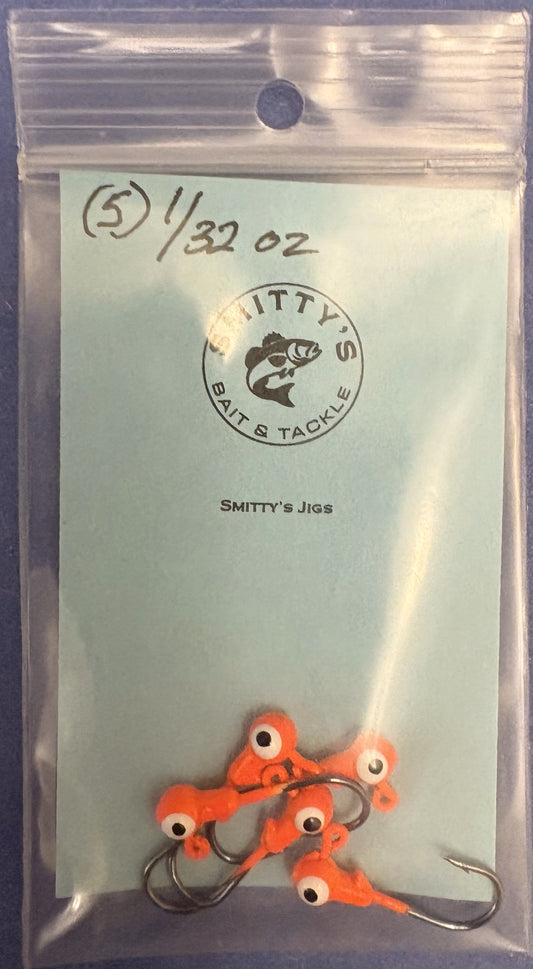 (5) 1/32 oz
SMITTY'S
BAIT & TACKLE
SMITTY'S JIGS